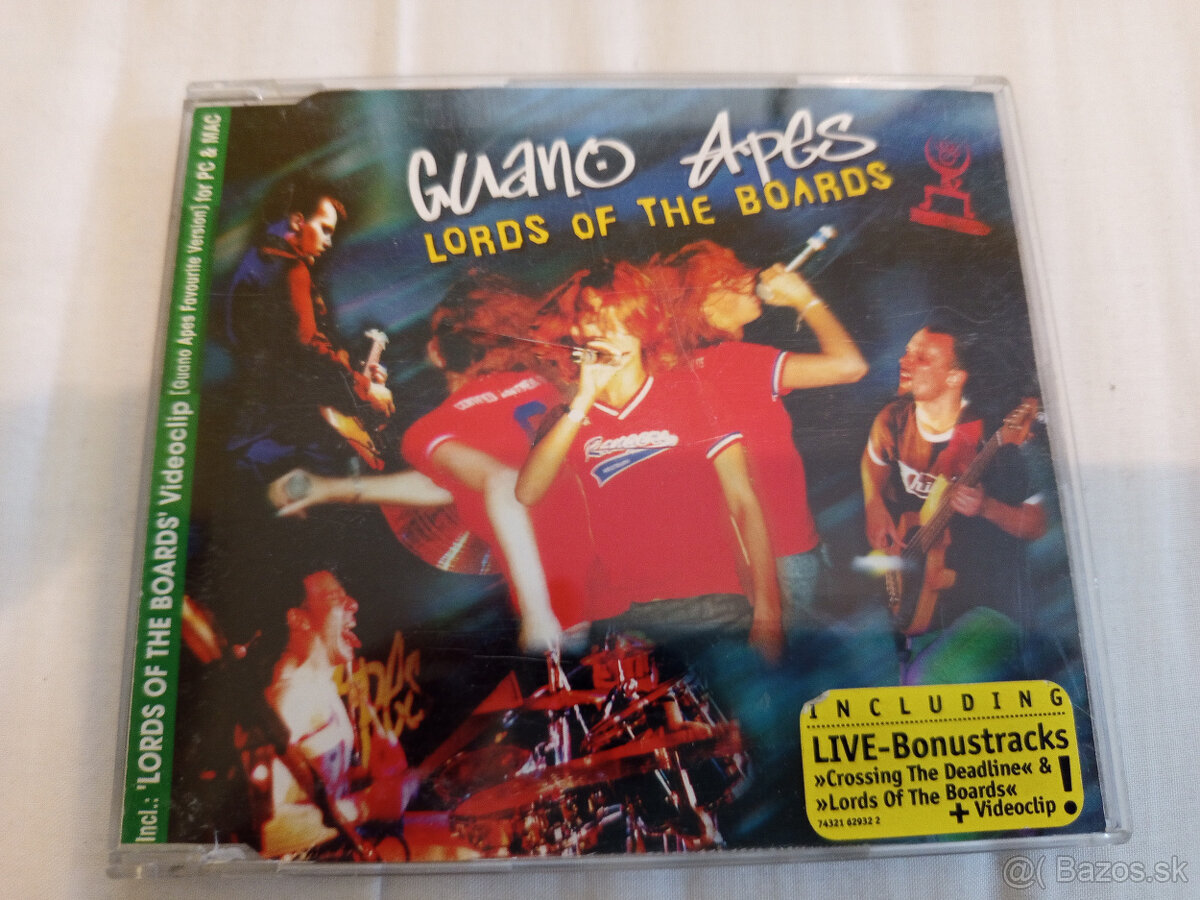 Guano Apes
LORDS OF THE BOARDS
Incl.: 'LORDS OF THE BOARDS' Videoclip (Guano Apes Favourite Version) for PC & MAC
Pioneers
INCLUDING
LIVE-Bonustracks
»Crossing The Deadline« &
»Lords Of The Boards«
+ Videoclip !
74321 62932 2
@( Bazos.sk